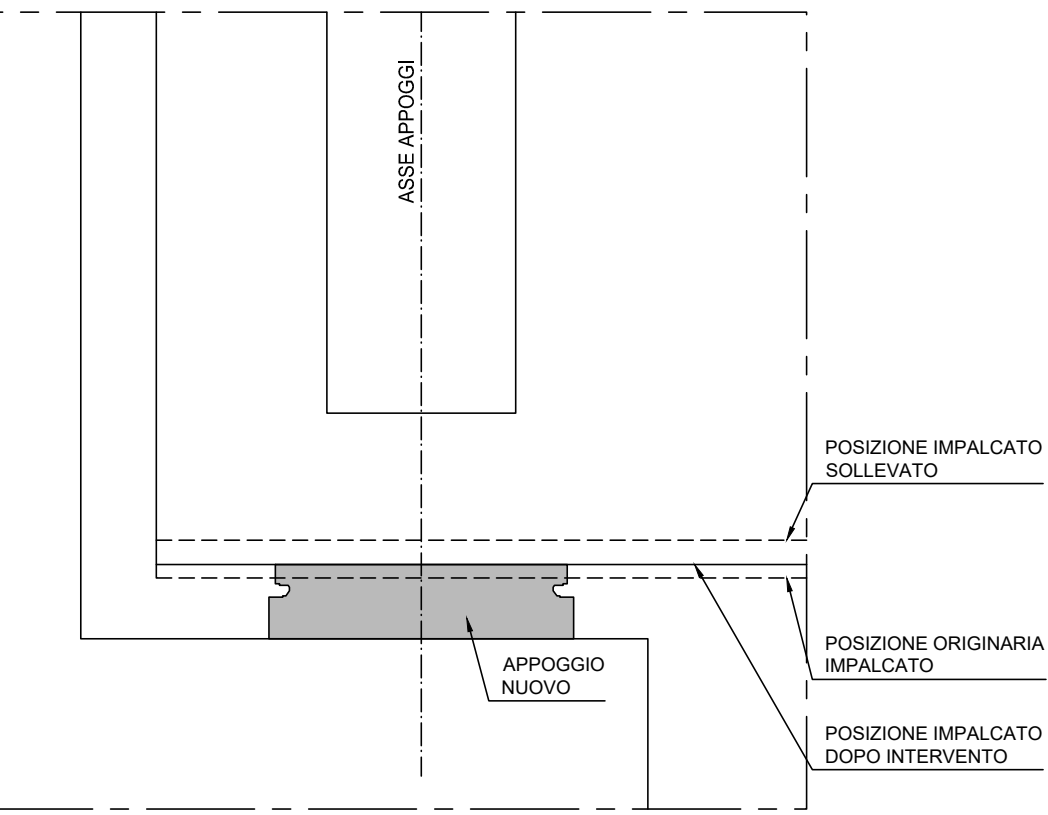 ASSE APPOGGI
POSIZIONE IMPALCATO
SOLLEVATO
POSIZIONE ORIGINARIA
IMPALCATO
APPOGGIO
NUOVO
POSIZIONE IMPALCATO
DOPO INTERVENTO